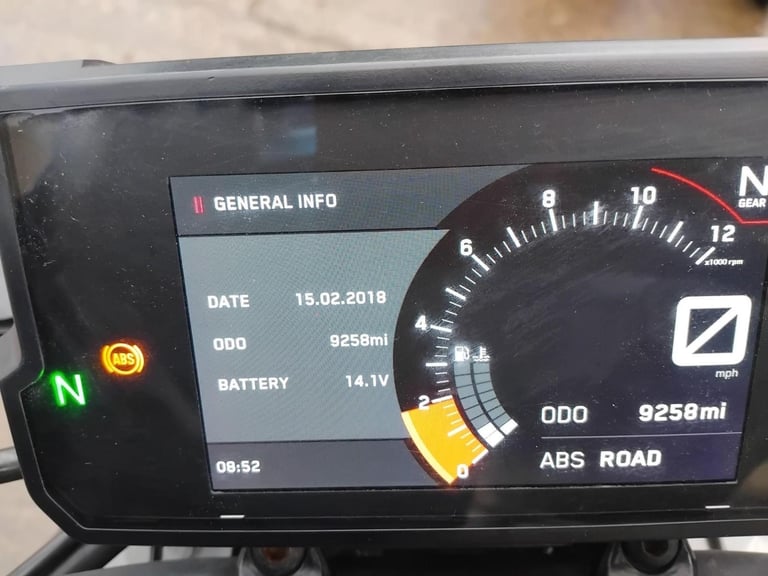 GENERAL INFO
DATE 15.02.2018
ODO 9258mi
BATTERY 14.1V
08:52
N
ABS
0
2
4
6
8
10
12
x1000 rpm
N
GEAR
0
mph
ODO 9258mi
ABS ROAD